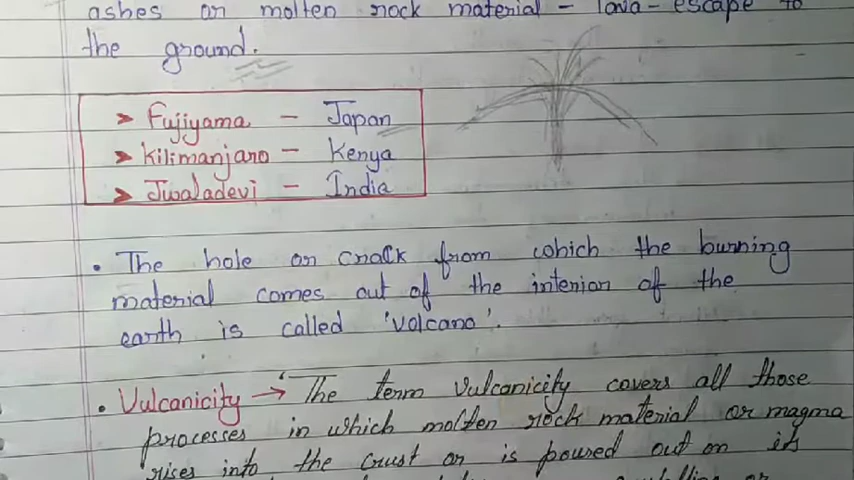 ashes or molten rock material - lava - escape to
the ground.
➤ Fujiyama - Japan
➤ Kilimanjaro - Kenya
➤ Jwaladevi - India
• The hole or crack from which the burning
material comes out of the interior of the
earth is called 'volcano'.
• Vulcanicity → 'The term Vulcanicity covers all those
processes in which molten rock material or magma
rises into the crust or is poured out on its